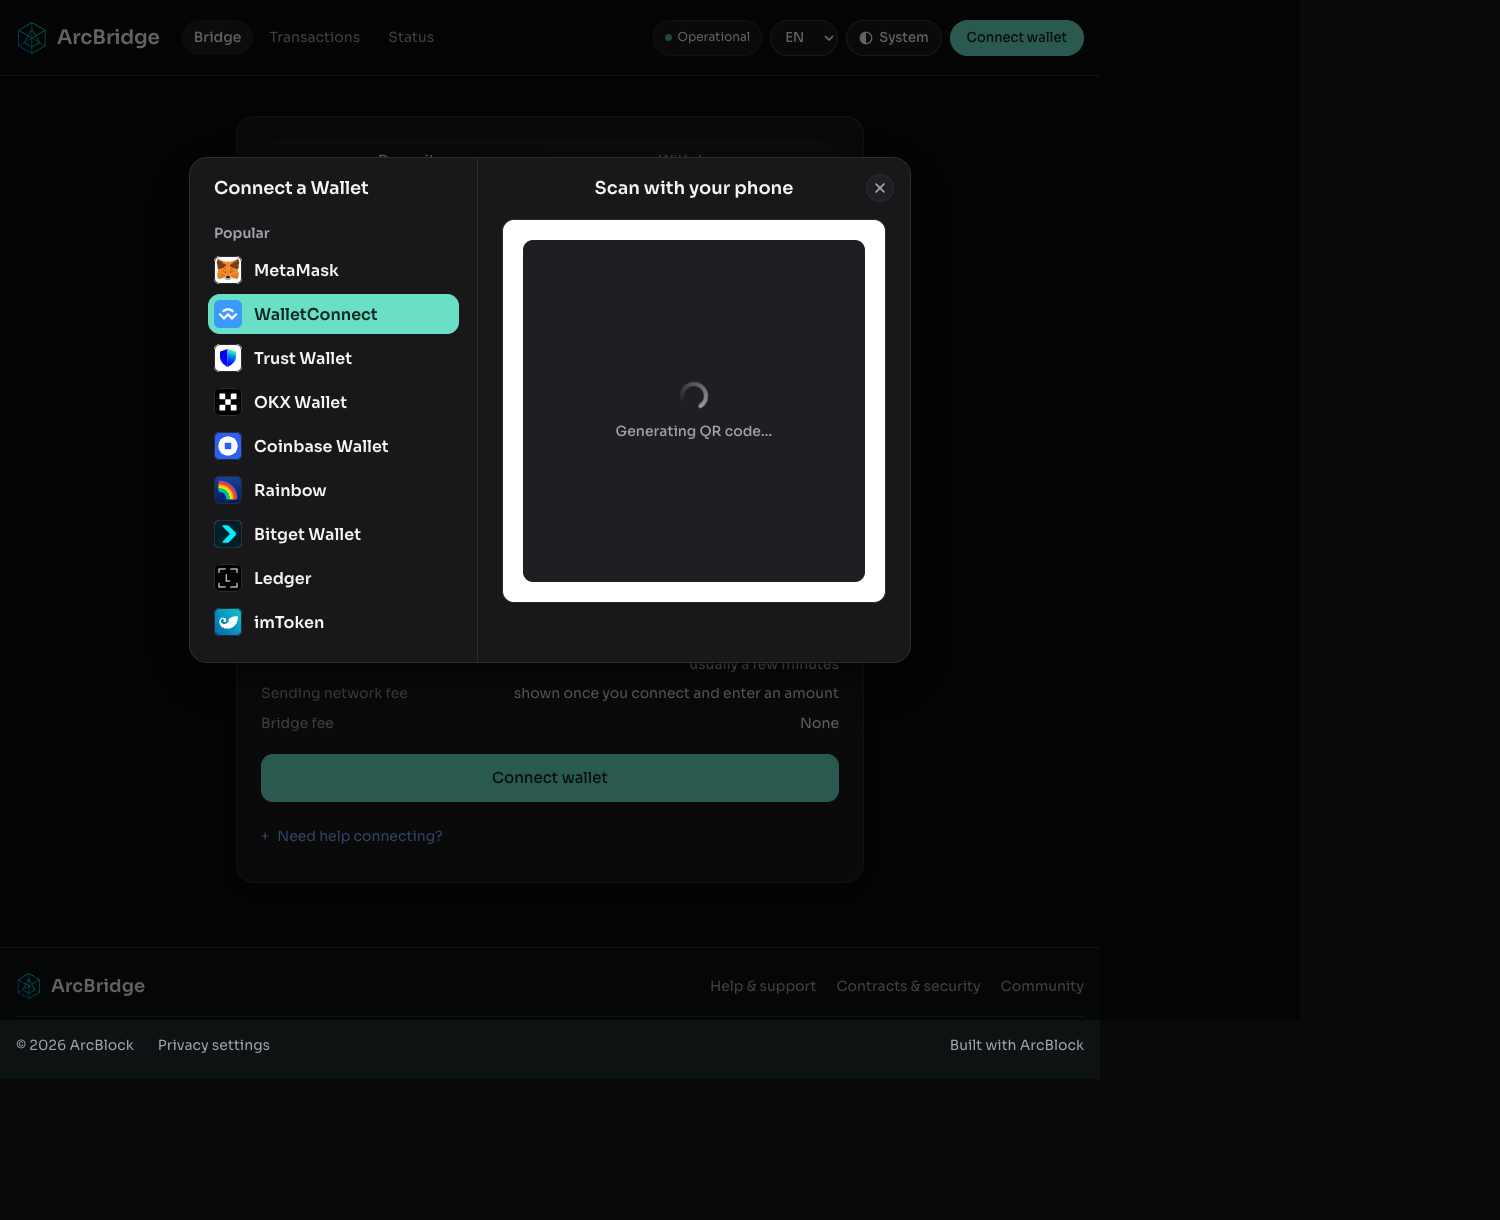 ArcBridge
Bridge
Transactions
Status
Operational
EN
System
Connect wallet
Connect a Wallet
Scan with your phone
Popular
MetaMask
WalletConnect
Trust Wallet
OKX Wallet
Coinbase Wallet
Rainbow
Bitget Wallet
Ledger
imToken
Generating QR code...
usually a few minutes
Sending network fee
shown once you connect and enter an amount
Bridge fee
None
Connect wallet
+ Need help connecting?
ArcBridge
Help & support
Contracts & security
Community
© 2026 ArcBlock
Privacy settings
Built with ArcBlock